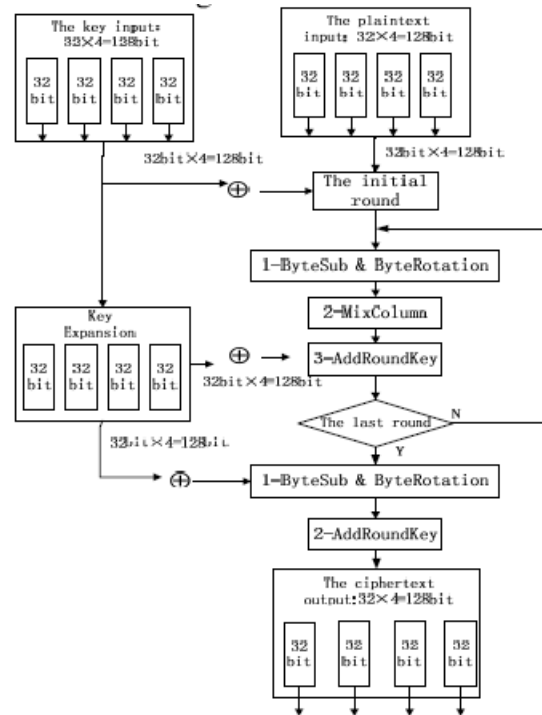 The key input:
32×4=128bit
32
bit
32
bit
32
bit
32
bit
The plaintext
input: 32×4=128bit
32
bit
32
bit
32
bit
32
bit
32bit×4=128bit
32bit×4=128bit
The initial
round
1-ByteSub & ByteRotation
2-MixColumn
Key
Expansion
32
bit
32
bit
32
bit
32
bit
32bit×4=128bit
3-AddRoundKey
The last round
N
Y
32bit×4=128bit
1-ByteSub & ByteRotation
2-AddRoundKey
The ciphertext
output:32×4=128bit
32
bit
32
bit
32
bit
32
bit